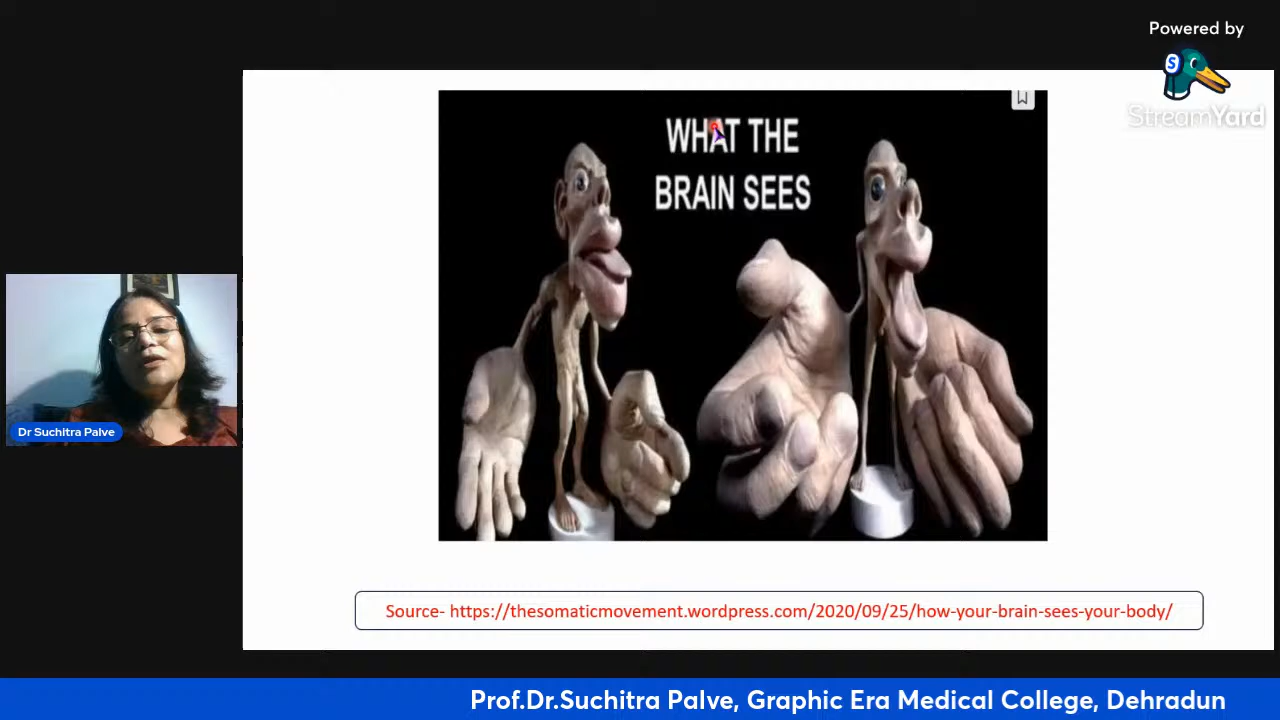 Powered by
S
StreamYard
WHAT THE
BRAIN SEES
Dr Suchitra Palve
Source- https://thesomaticmovement.wordpress.com/2020/09/25/how-your-brain-sees-your-body/
Prof.Dr.Suchitra Palve, Graphic Era Medical College, Dehradun